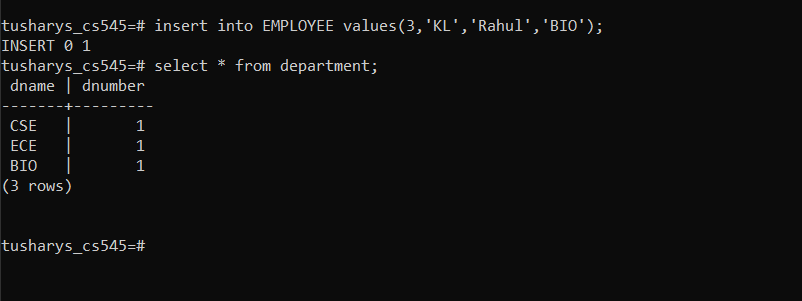 tusharys_cs545=# insert into EMPLOYEE values(3,'KL','Rahul','BIO');
INSERT 0 1
tusharys_cs545=# select * from department;
 dname | dnumber
-------+---------
 CSE   |       1
 ECE   |       1
 BIO   |       1
(3 rows)
tusharys_cs545=#